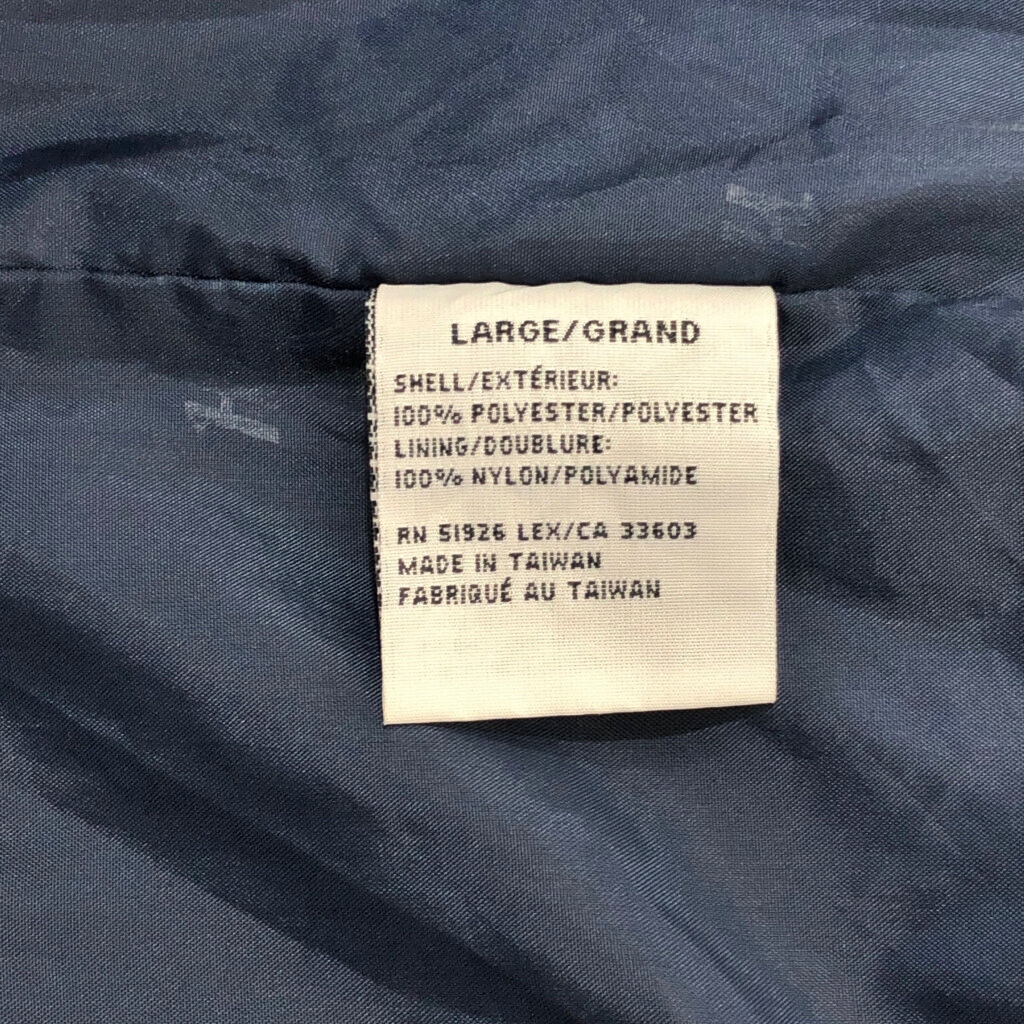 LARGE/GRAND
SHELL/EXTÉRIEUR:
100% POLYESTER/POLYESTER
LINING/DOUBLURE:
100% NYLON/POLYAMIDE
RN 51926 LEX/CA 33603
MADE IN TAIWAN
FABRIQUÉ AU TAIWAN